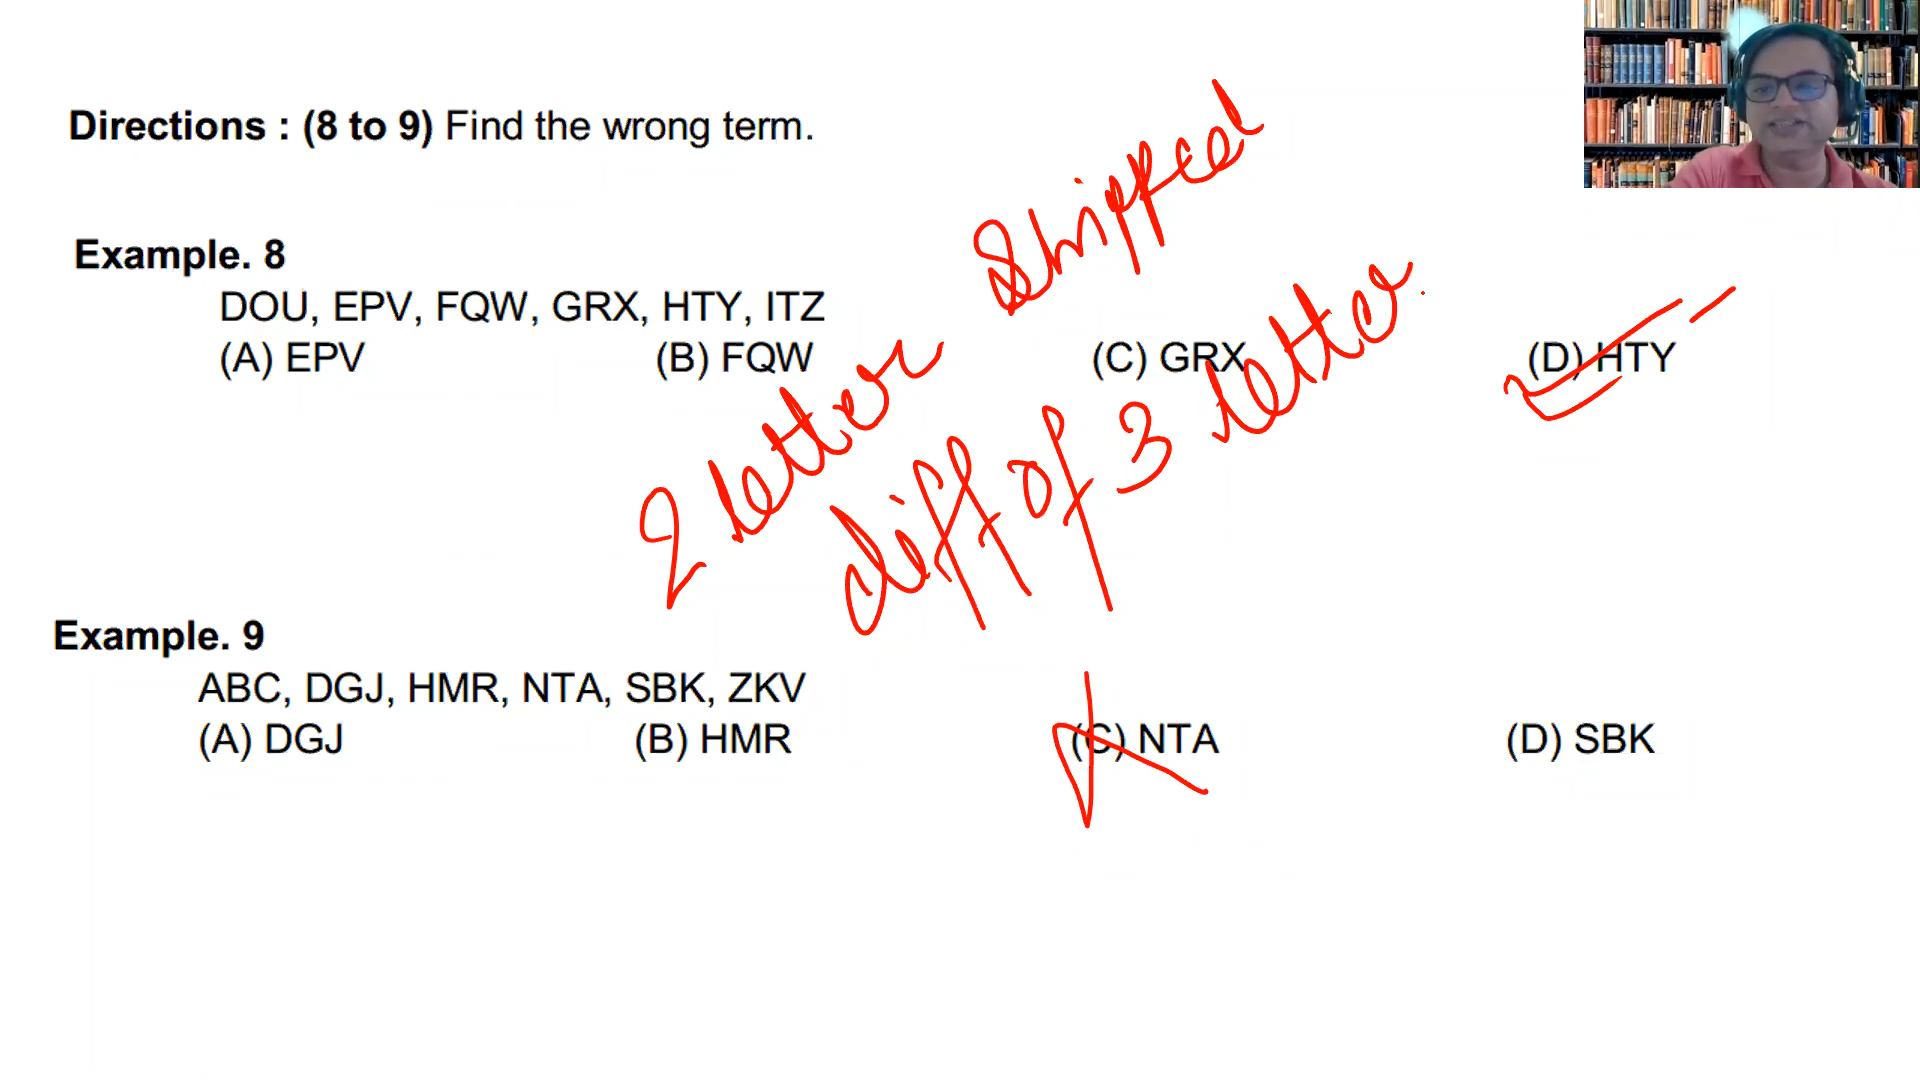 Directions : (8 to 9) Find the wrong term.
Example. 8
DOU, EPV, FQW, GRX, HTY, ITZ
(A) EPV (B) FQW (C) GRX (D) HTY
2 letter
diff of 3 letter
Example. 9
ABC, DGJ, HMR, NTA, SBK, ZKV
(A) DGJ (B) HMR (C) NTA (D) SBK